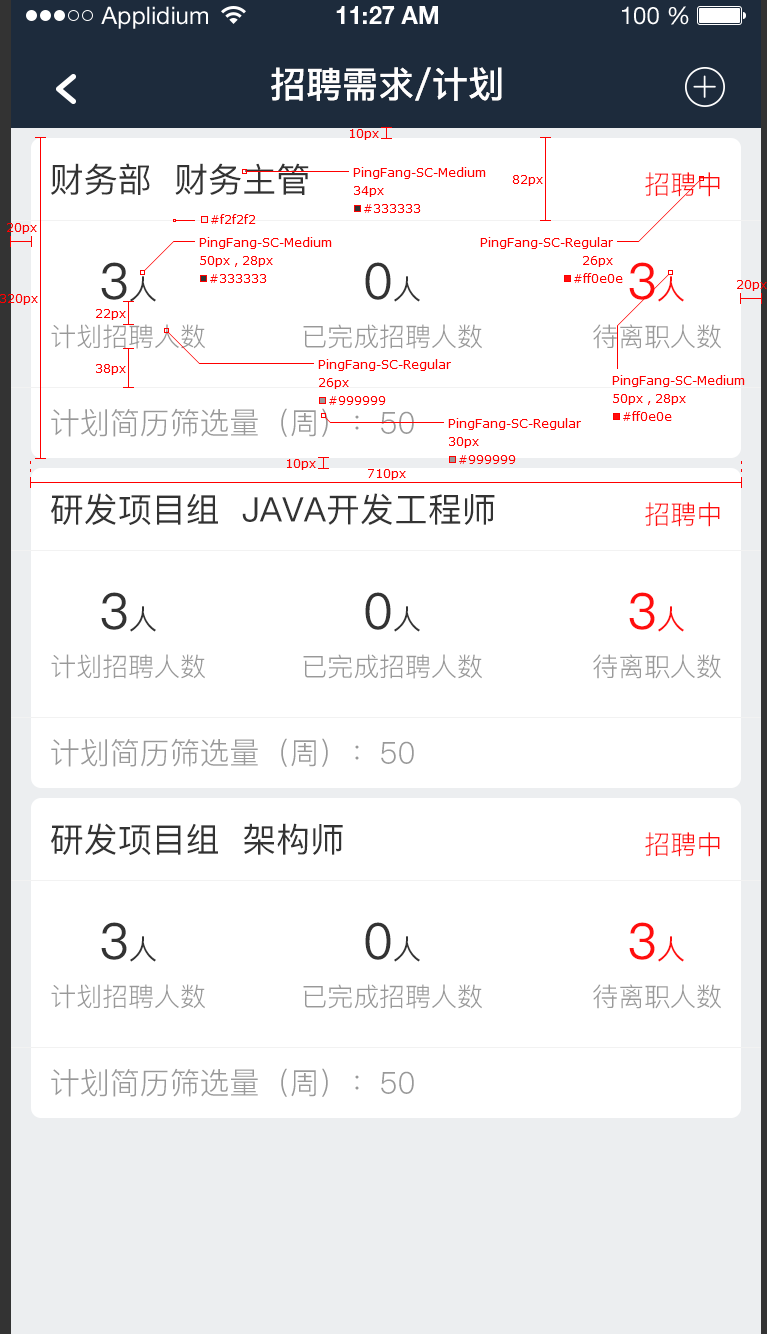 Applidium 11:27 AM 100 %
招聘需求/计划
10px
财务部 财务主管 招聘中
PingFang-SC-Medium
34px
#333333
82px
#f2f2f2
20px
PingFang-SC-Medium
50px , 28px
#333333
PingFang-SC-Regular
26px
#ff0e0e
3人 0人 3人
20px
320px
22px
计划招聘人数 已完成招聘人数 待离职人数
38px
PingFang-SC-Regular
26px
#999999
PingFang-SC-Medium
50px , 28px
#ff0e0e
计划简历筛选量（周）：50
PingFang-SC-Regular
30px
#999999
10px
710px
研发项目组 JAVA开发工程师 招聘中
3人 0人 3人
计划招聘人数 已完成招聘人数 待离职人数
计划简历筛选量（周）：50
研发项目组 架构师 招聘中
3人 0人 3人
计划招聘人数 已完成招聘人数 待离职人数
计划简历筛选量（周）：50